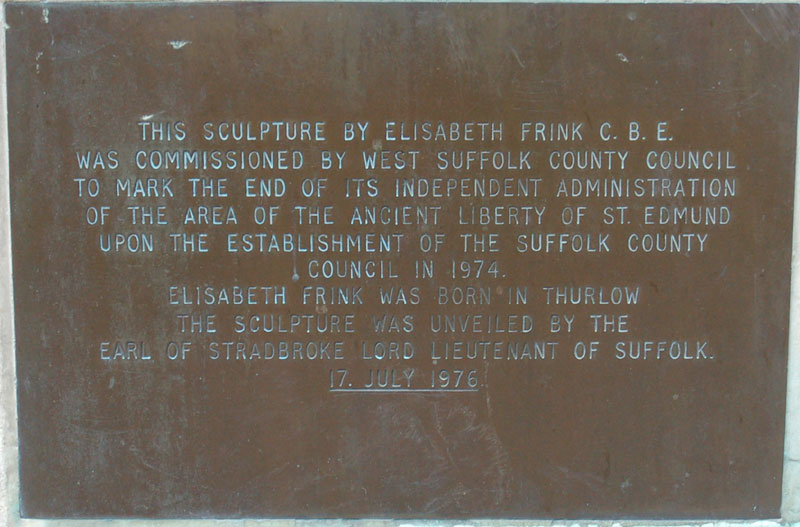 THIS SCULPTURE BY ELISABETH FRINK C.B.E.
WAS COMMISSIONED BY WEST SUFFOLK COUNTY COUNCIL
TO MARK THE END OF ITS INDEPENDENT ADMINISTRATION
OF THE AREA OF THE ANCIENT LIBERTY OF ST. EDMUND
UPON THE ESTABLISHMENT OF THE SUFFOLK COUNTY
COUNCIL IN 1974.
ELISABETH FRINK WAS BORN IN THURLOW
THE SCULPTURE WAS UNVEILED BY THE
EARL OF STRADBROKE LORD LIEUTENANT OF SUFFOLK.
17. JULY 1976